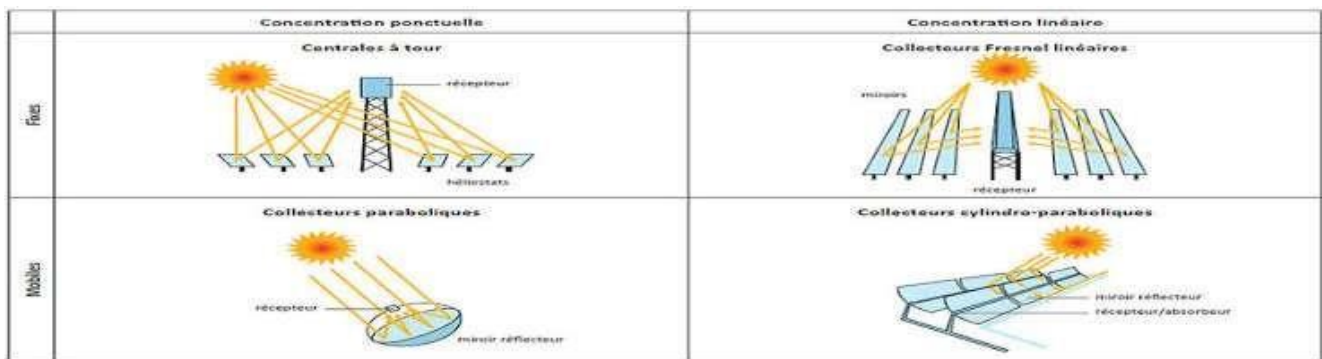 Concentration ponctuelle
Concentration linéaire
Fixes
Centrales à tour
récepteur
héliostats
Collecteurs Fresnel linéaires
miroirs
récepteur
Mobiles
Collecteurs paraboliques
récepteur
miroir réflecteur
Collecteurs cylindro-paraboliques
miroir réflecteur
récepteur/absorbeur